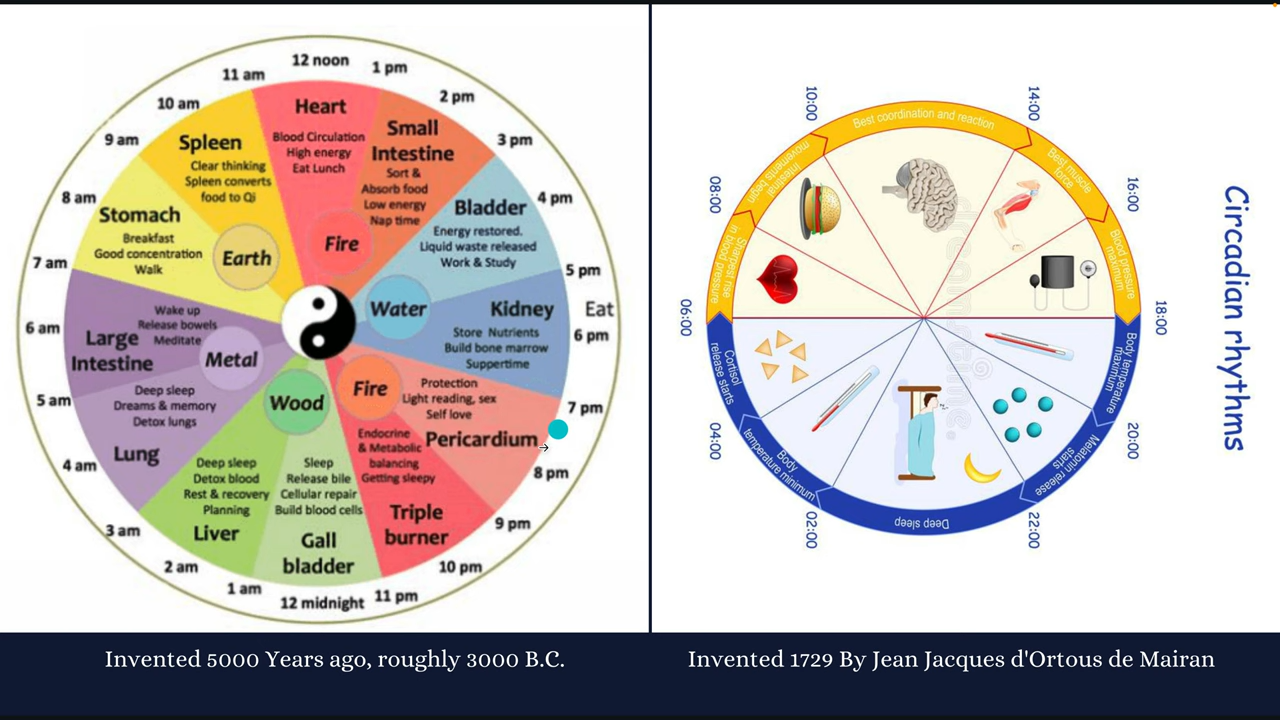 12 noon
1 pm
2 pm
3 pm
4 pm
5 pm
Eat
6 pm
7 pm
8 pm
9 pm
10 pm
11 pm
12 midnight
1 am
2 am
3 am
4 am
5 am
6 am
7 am
8 am
9 am
10 am
11 am
Heart
Blood Circulation
High energy
Eat Lunch
Small
Intestine
Sort &
Absorb food
Low energy
Nap time
Fire
Bladder
Energy restored.
Liquid waste released
Work & Study
Water
Kidney
Store Nutrients
Build bone marrow
Suppertime
Protection
Light reading, sex
Self love
Pericardium
Fire
Endocrine
& Metabolic
balancing
Getting sleepy
Triple
burner
Sleep
Release bile
Cellular repair
Build blood cells
Gall
bladder
Wood
Deep sleep
Detox blood
Rest & recovery
Planning
Liver
Deep sleep
Dreams & memory
Detox lungs
Lung
Metal
Wake up
Release bowels
Meditate
Large
Intestine
Stomach
Breakfast
Good concentration
Walk
Earth
Spleen
Clear thinking
Spleen converts
food to Qi
Circadian rhythms
10:00
Best coordination and reaction
14:00
Best muscle
force
16:00
Blood pressure
maximum
18:00
Body temperature
maximum
20:00
Melatonin release
starts
22:00
Deep sleep
02:00
Body
temperature minimum
04:00
Cortisol
release starts
06:00
Sharpest rise
in blood pressure
08:00
Intestinal
movements begin
dreamstime.
Invented 5000 Years ago, roughly 3000 B.C.
Invented 1729 By Jean Jacques d'Ortous de Mairan